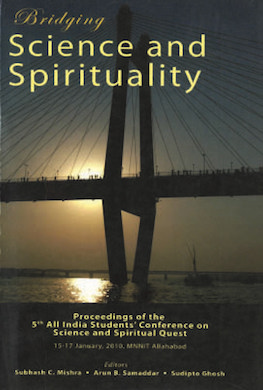 Bridging
Science and
Spirituality
Proceedings of the
5th All India Students' Conference on
Science and Spiritual Quest
15-17 January, 2010, MNNIT Allahabad
Editors
Subhash C. Mishra • Arun B. Samaddar • Sudipto Ghosh